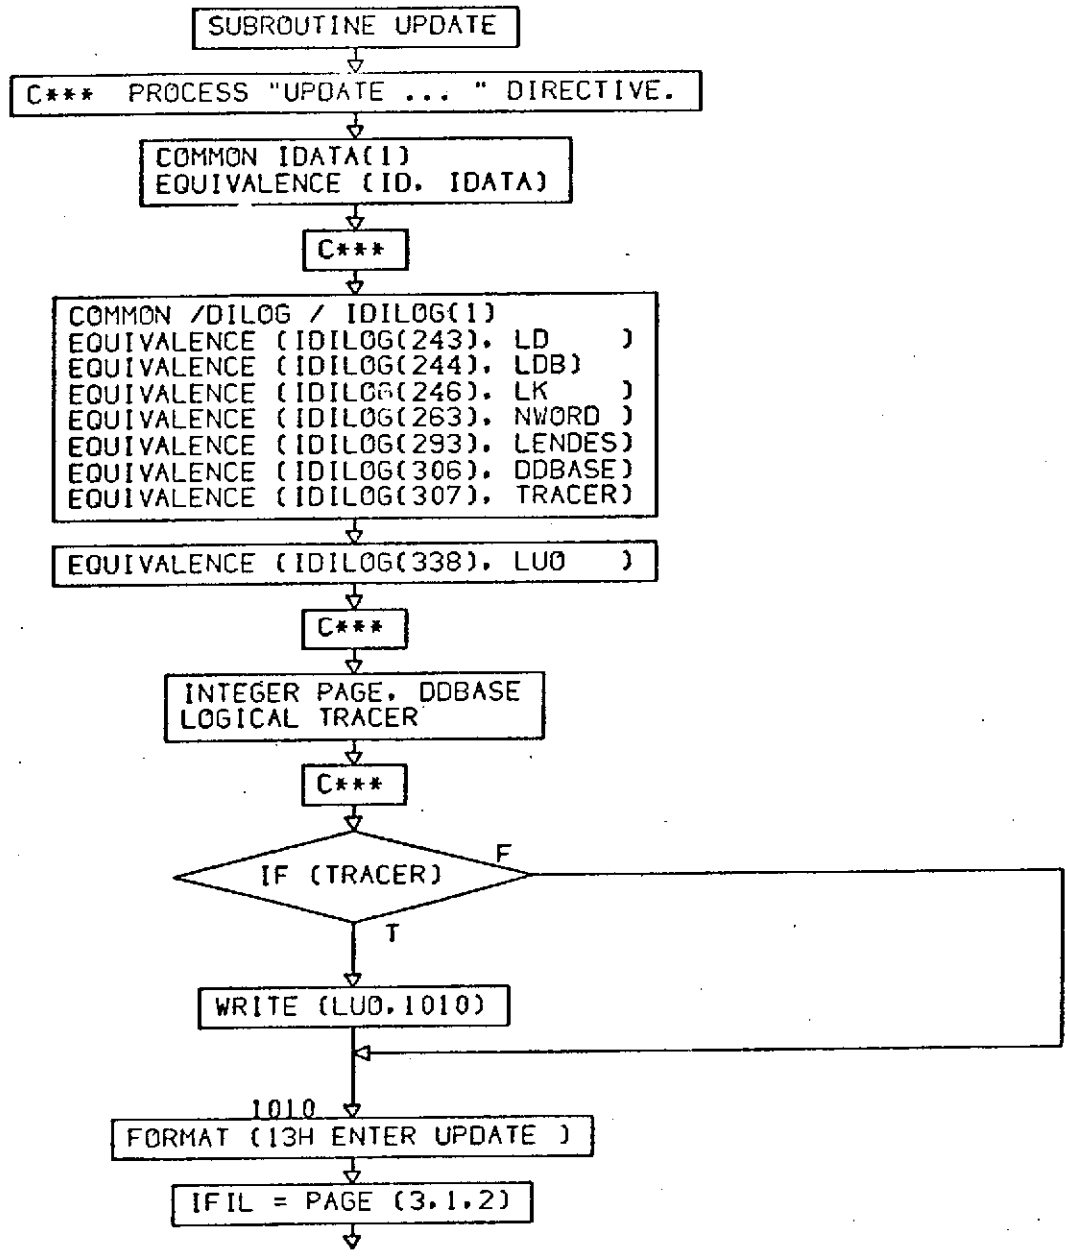 SUBROUTINE UPDATE
C*** PROCESS "UPDATE ... " DIRECTIVE.
COMMON IDATA(1)
EQUIVALENCE (ID, IDATA)
C***
COMMON /DILOG / IDILOG(1)
EQUIVALENCE (IDILOG(243), LD )
EQUIVALENCE (IDILOG(244), LDB)
EQUIVALENCE (IDILOG(246), LK )
EQUIVALENCE (IDILOG(263), NWORD )
EQUIVALENCE (IDILOG(293), LENDES)
EQUIVALENCE (IDILOG(306), DDBASE)
EQUIVALENCE (IDILOG(307), TRACER)
EQUIVALENCE (IDILOG(338), LUO )
C***
INTEGER PAGE, DDBASE
LOGICAL TRACER
C***
IF (TRACER)
F
T
WRITE (LUO,1010)
1010
FORMAT (13H ENTER UPDATE )
IFIL = PAGE (3,1,2)